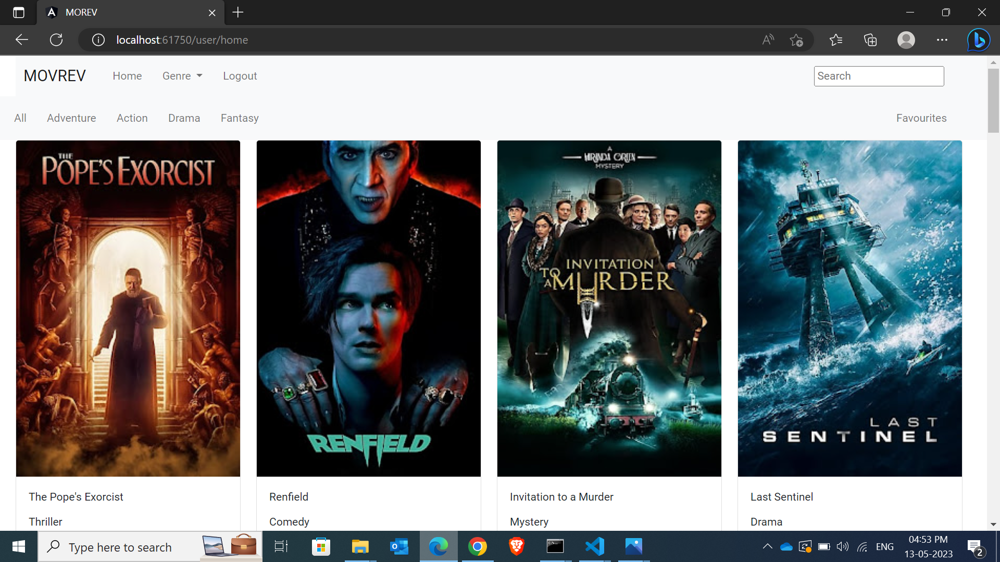 MOREV
localhost:61750/user/home
MOVREV Home Genre Logout Search
All Adventure Action Drama Fantasy Favourites
THE
POPE'S EXORCIST
RENFIELD
A
MIRANDA GREEN
MYSTERY
INVITATION
TO A MURDER
LAST
SENTINEL
The Pope's Exorcist
Thriller
Renfield
Comedy
Invitation to a Murder
Mystery
Last Sentinel
Drama
Type here to search
ENG
04:53 PM
13-05-2023
2